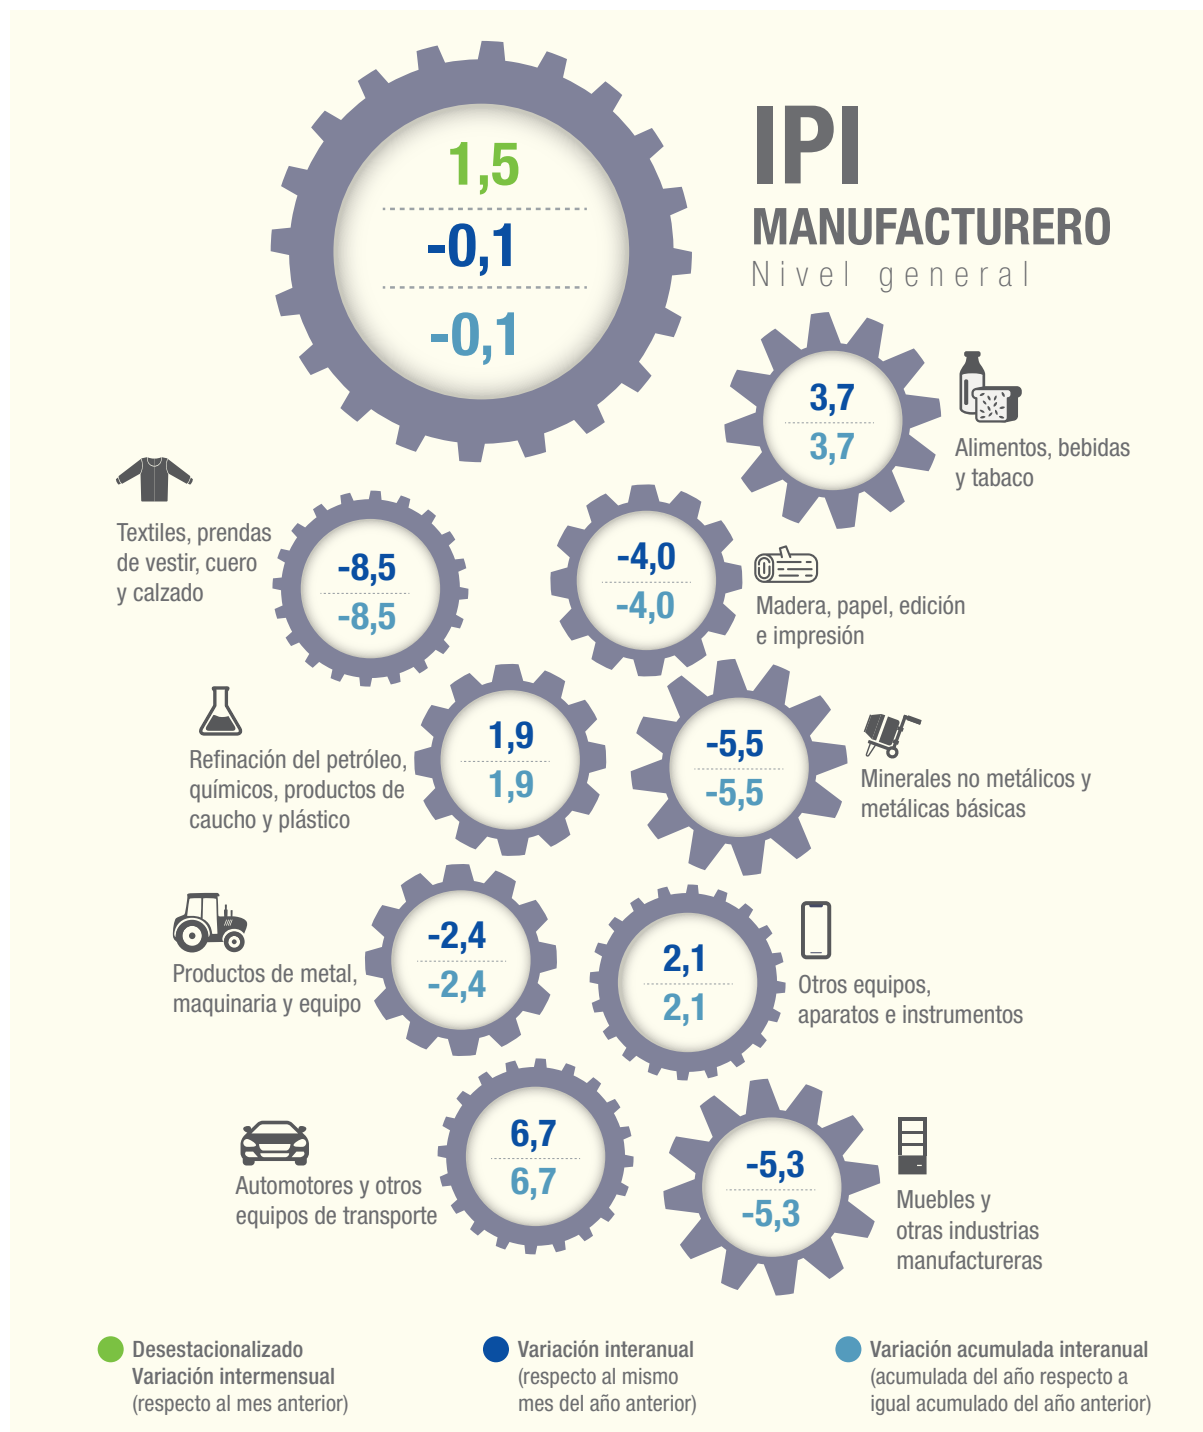 1,5
-0,1
-0,1
IPI
MANUFACTURERO
Nivel general
3,7
3,7
Alimentos, bebidas
y tabaco
Textiles, prendas
de vestir, cuero
y calzado
-8,5
-8,5
-4,0
-4,0
Madera, papel, edición
e impresión
Refinación del petróleo,
químicos, productos de
caucho y plástico
1,9
1,9
-5,5
-5,5
Minerales no metálicos y
metálicas básicas
Productos de metal,
maquinaria y equipo
-2,4
-2,4
2,1
2,1
Otros equipos,
aparatos e instrumentos
Automotores y otros
equipos de transporte
6,7
6,7
-5,3
-5,3
Muebles y
otras industrias
manufactureras
Desestacionalizado
Variación intermensual
(respecto al mes anterior)
Variación interanual
(respecto al mismo
mes del año anterior)
Variación acumulada interanual
(acumulada del año respecto a
igual acumulado del año anterior)